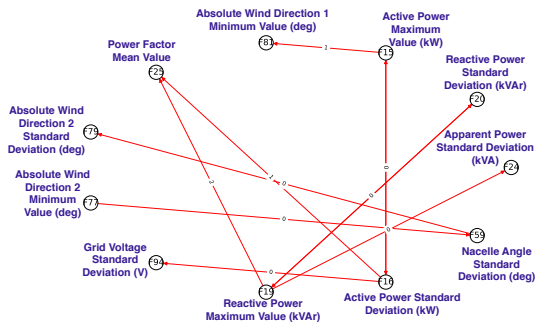 Absolute Wind Direction 1
Minimum Value (deg)
F81
1
Active Power
Maximum
Value (kW)
F15
Power Factor
Mean Value
F25
Reactive Power
Standard
Deviation (kVAr)
F20
Absolute Wind
Direction 2
Standard
Deviation (deg)
F79
Apparent Power
Standard Deviation
(kVA)
F24
0
1
0
2
0
Absolute Wind
Direction 2
Minimum
Value (deg)
F77
0
0
F59
Nacelle Angle
Standard
Deviation (deg)
Grid Voltage
Standard
Deviation (V)
F94
0
F16
Active Power Standard
Deviation (kW)
F19
Reactive Power
Maximum Value (kVAr)